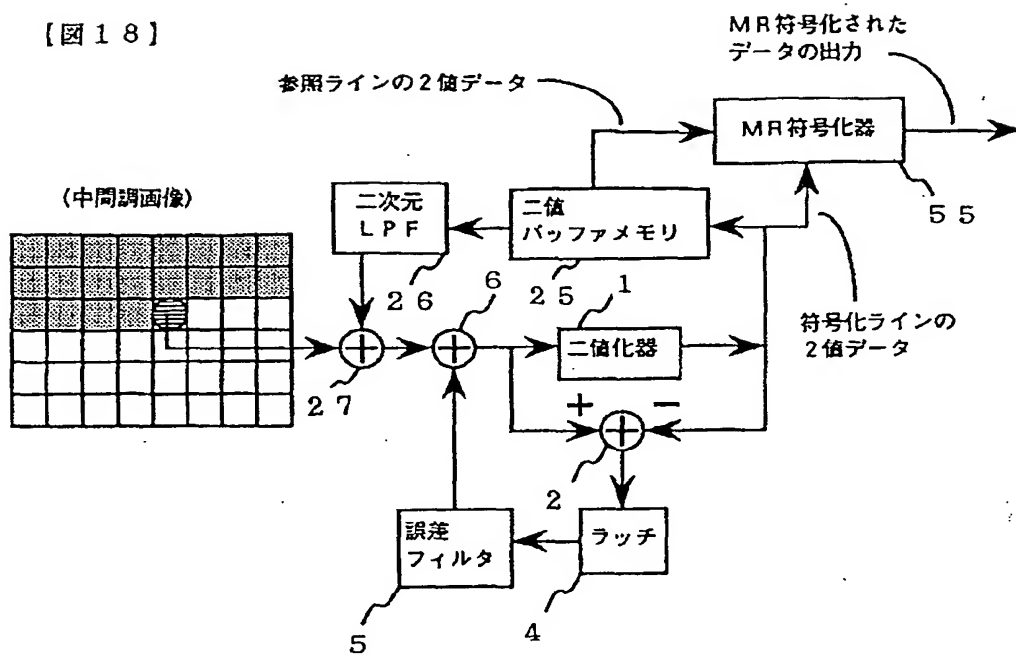 【図１８】
ＭＲ符号化された
データの出力
参照ラインの２値データ
ＭＲ符号化器
５５
（中間調画像）
二次元
ＬＰＦ
２６
二値
バッファメモリ
２５
６
１
符号化ラインの
２値データ
二値化器
２７
＋
－
２
誤差
フィルタ
５
ラッチ
４